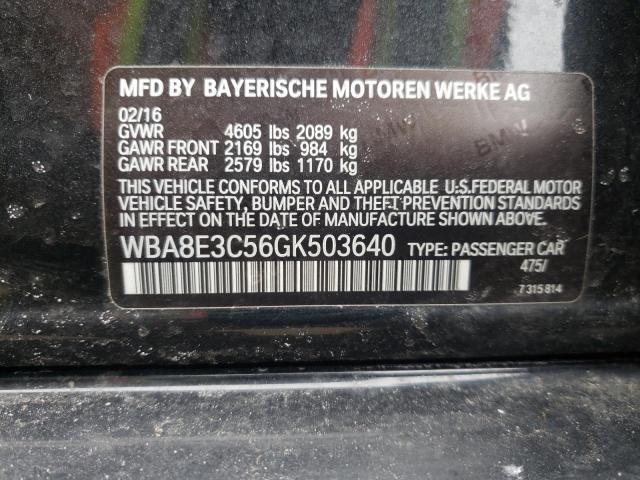 MFD BY BAYERISCHE MOTOREN WERKE AG
02/16
GVWR 4605 lbs 2089 kg
GAWR FRONT 2169 lbs 984 kg
GAWR REAR 2579 lbs 1170 kg
THIS VEHICLE CONFORMS TO ALL APPLICABLE U.S.FEDERAL MOTOR
VEHICLE SAFETY, BUMPER AND THEFT PREVENTION STANDARDS
IN EFFECT ON THE DATE OF MANUFACTURE SHOWN ABOVE.
WBA8E3C56GK503640 TYPE: PASSENGER CAR
475/
7 315 814